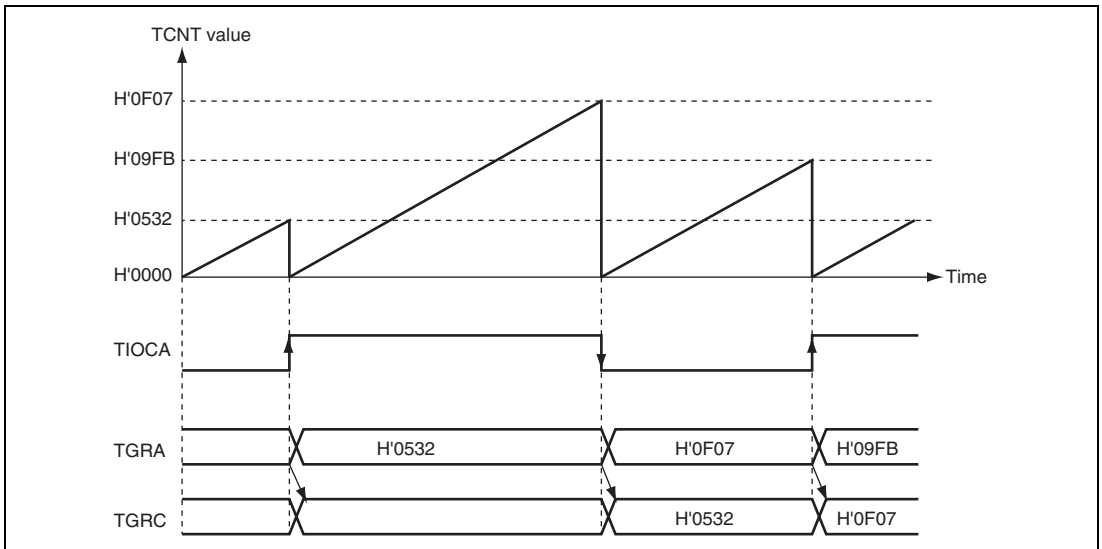 TCNT value
H'0F07
H'09FB
H'0532
H'0000
Time
TIOCA
TGRA
H'0532
H'0F07
H'09FB
TGRC
H'0532
H'0F07